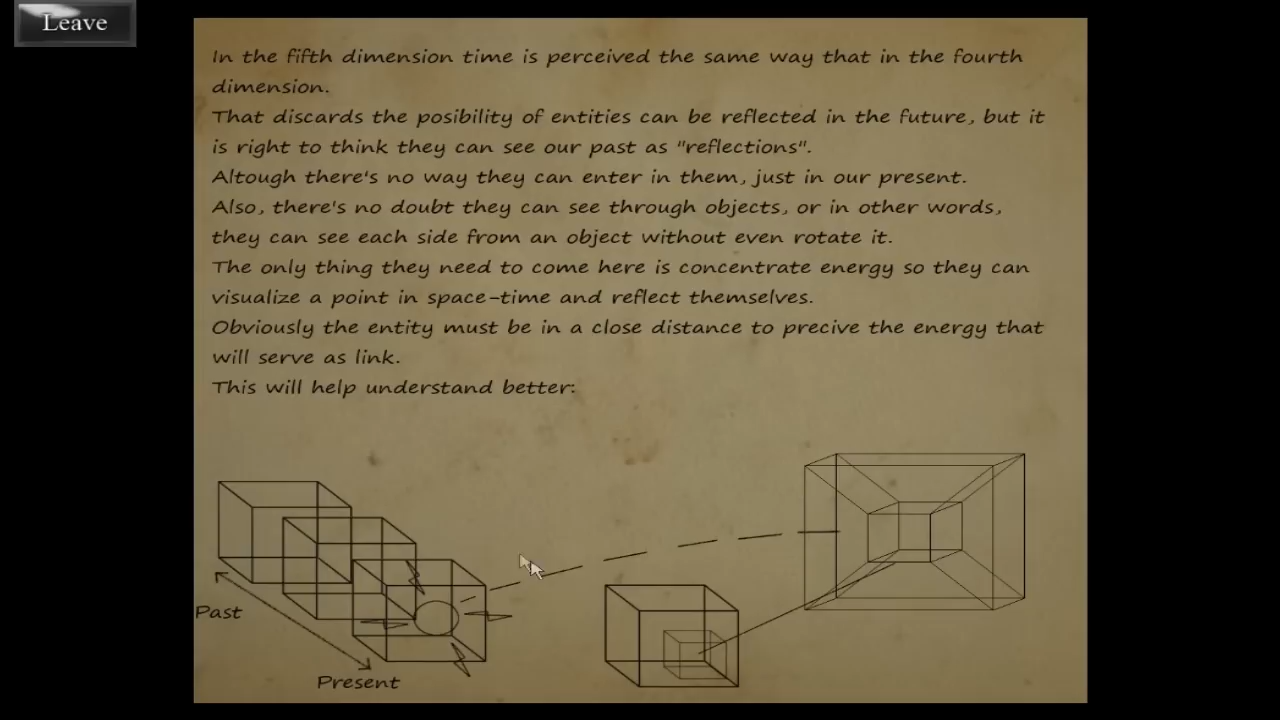 Leave
In the fifth dimension time is perceived the same way that in the fourth
dimension.
That discards the posibility of entities can be reflected in the future, but it
is right to think they can see our past as "reflections".
Altough there's no way they can enter in them, just in our present.
Also, there's no doubt they can see through objects, or in other words,
they can see each side from an object without even rotate it.
The only thing they need to come here is concentrate energy so they can
visualize a point in space-time and reflect themselves.
Obviously the entity must be in a close distance to precive the energy that
will serve as link.
This will help understand better:
Past
Present